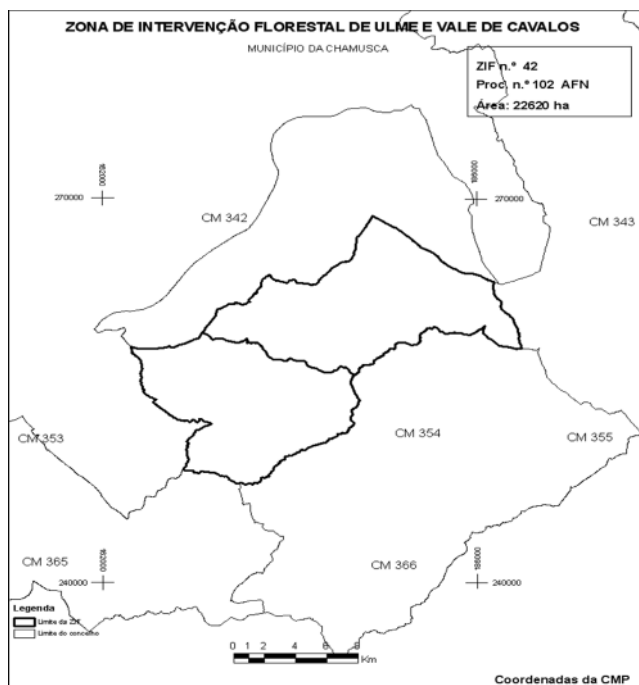 ZONA DE INTERVENÇÃO FLORESTAL DE ULME E VALE DE CAVALOS
MUNICÍPIO DA CHAMUSCA
ZIF n.º 42
Proc. n.º 102 AFN
Área: 22620 ha
162000
270000
270000
CM 342
CM 343
CM 353
CM 354
CM 355
CM 365
CM 366
162000
240000
240000
Legenda
Limite da ZIF
Limite do concelho
0 1 2 4 6 8
Km
Coordenadas da CMP